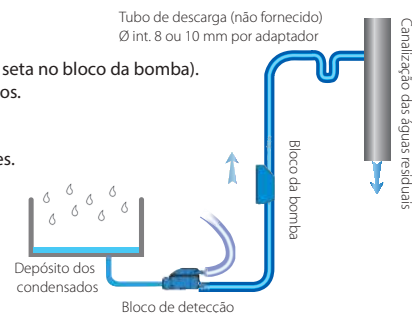 Tubo de descarga (não fornecido)
Ø int. 8 ou 10 mm por adaptador
seta no bloco da bomba).
os.
es.
Canalização das águas residuais
Bloco da bomba
Depósito dos
condensados
Bloco de detecção